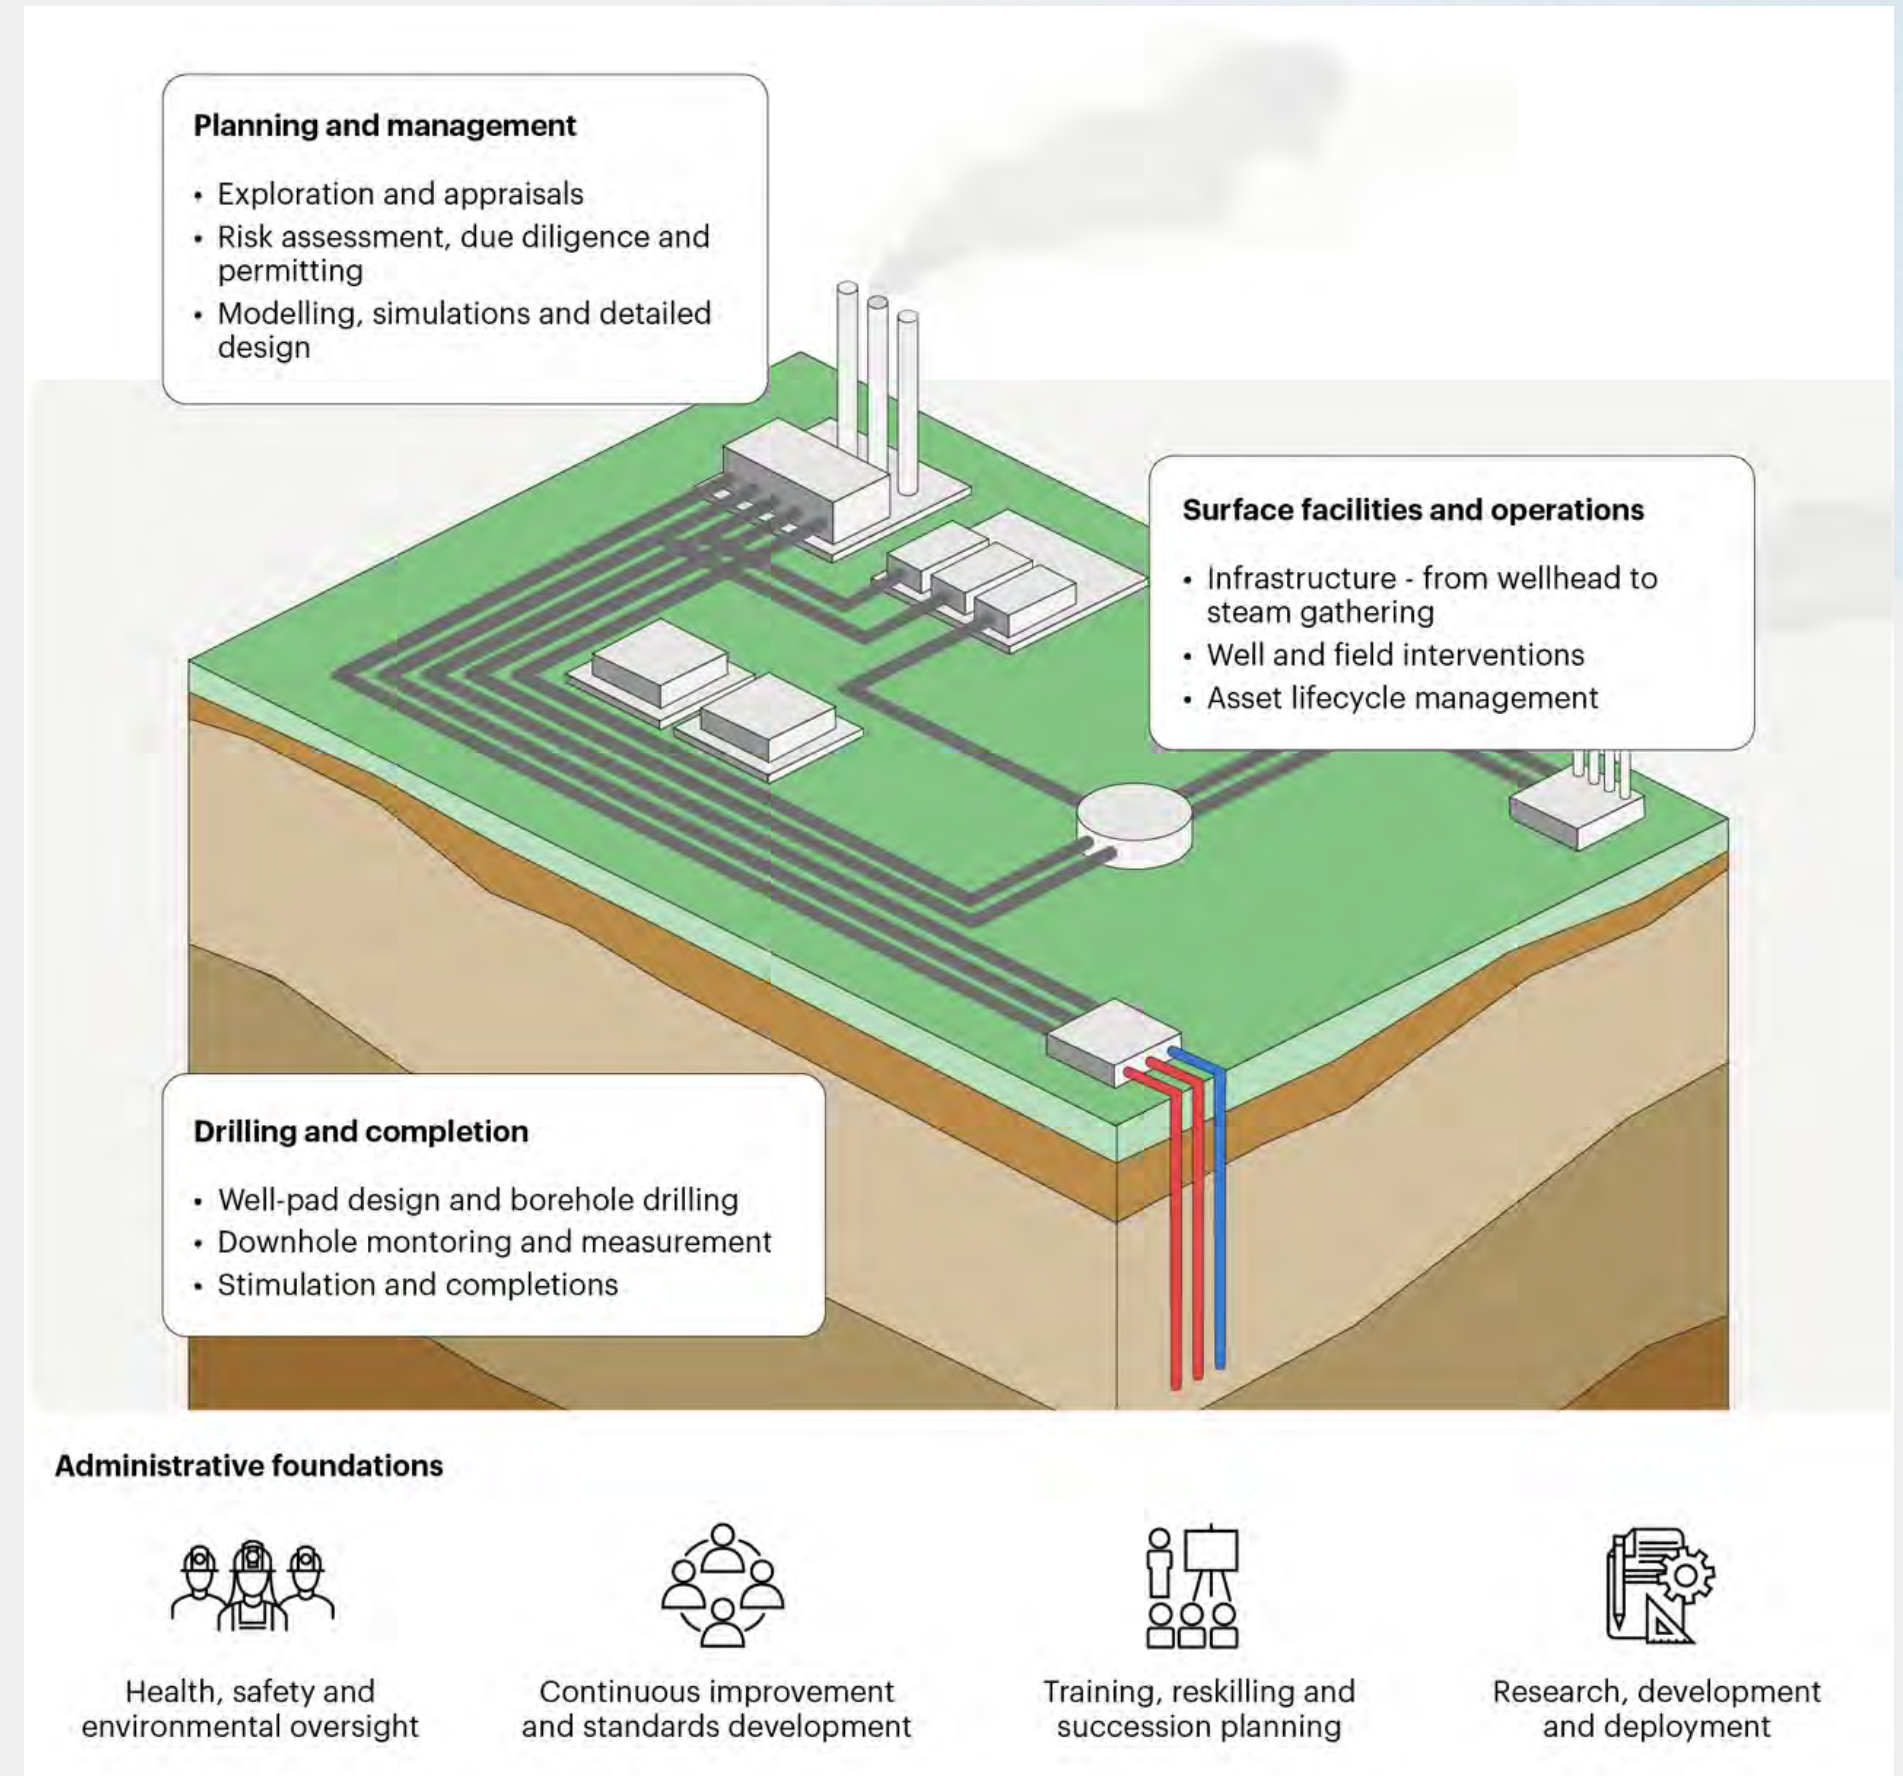 Planning and management
• Exploration and appraisals
• Risk assessment, due diligence and
permitting
• Modelling, simulations and detailed
design
Surface facilities and operations
• Infrastructure - from wellhead to
steam gathering
• Well and field interventions
• Asset lifecycle management
Drilling and completion
• Well-pad design and borehole drilling
• Downhole montoring and measurement
• Stimulation and completions
Administrative foundations
Health, safety and
environmental oversight
Continuous improvement
and standards development
Training, reskilling and
succession planning
Research, development
and deployment